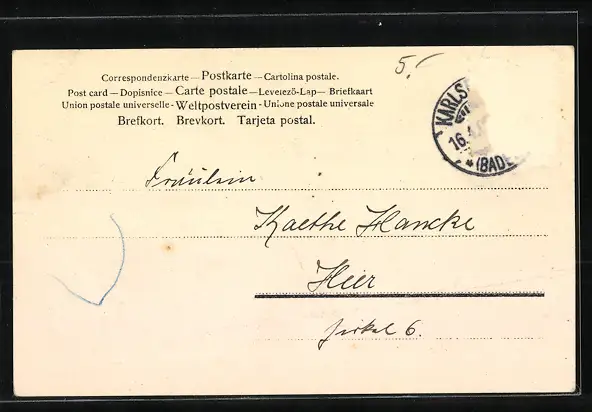 Correspondenzkarte — Postkarte — Cartolina postale.
Post card — Dopisnice — Carte postale — Levelező-Lap — Briefkaart
Union postale universelle - Weltpostverein - Unione postale universale
Brefkort. Brevkort. Tarjeta postal.
5.-
KARLS
16.
(BAD
Fräulein
Kaethe Hancke
Hier
Zirkel 6.